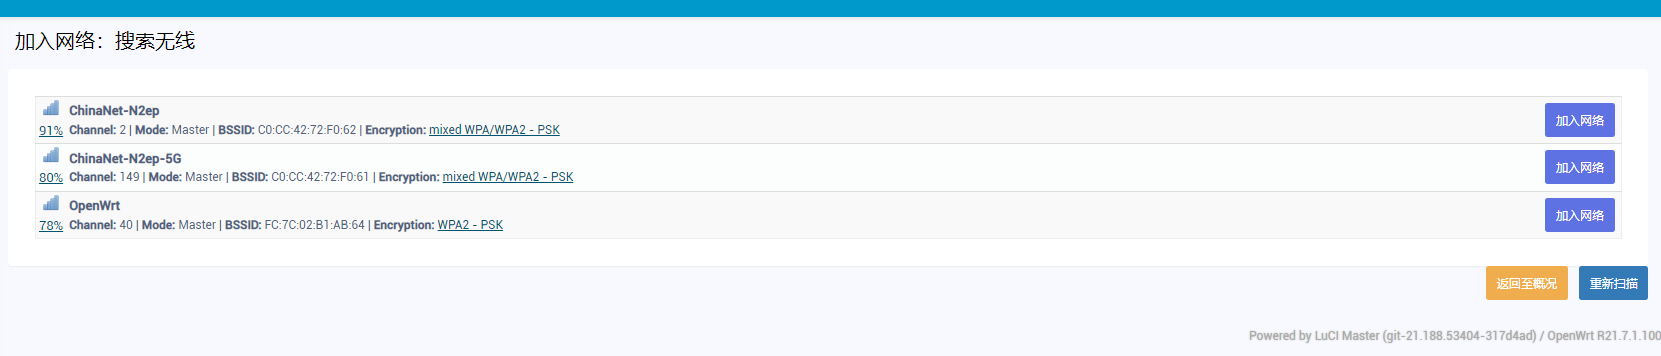 加入网络：搜索无线
ChinaNet-N2ep
91% Channel: 2 | Mode: Master | BSSID: C0:CC:42:72:F0:62 | Encryption: mixed WPA/WPA2 - PSK
加入网络
ChinaNet-N2ep-5G
80% Channel: 149 | Mode: Master | BSSID: C0:CC:42:72:F0:61 | Encryption: mixed WPA/WPA2 - PSK
加入网络
OpenWrt
78% Channel: 40 | Mode: Master | BSSID: FC:7C:02:B1:AB:64 | Encryption: WPA2 - PSK
加入网络
返回至概况 重新扫描
Powered by LuCI Master (git-21.188.53404-317d4ad) / OpenWrt R21.7.1.100